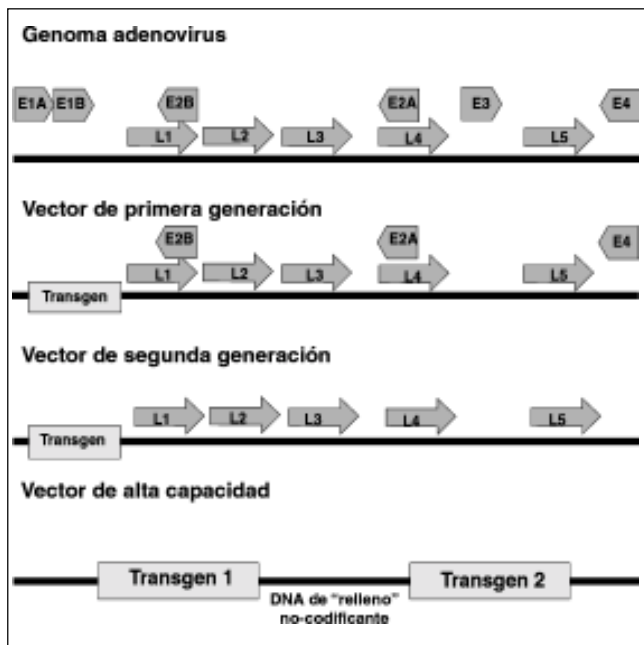 Genoma adenovirus
E1A E1B E2B E2A E3 E4
L1 L2 L3 L4 L5
Vector de primera generación
E2B E2A E4
L1 L2 L3 L4 L5
Transgen
Vector de segunda generación
L1 L2 L3 L4 L5
Transgen
Vector de alta capacidad
Transgen 1 Transgen 2
DNA de "relleno"
no-codificante